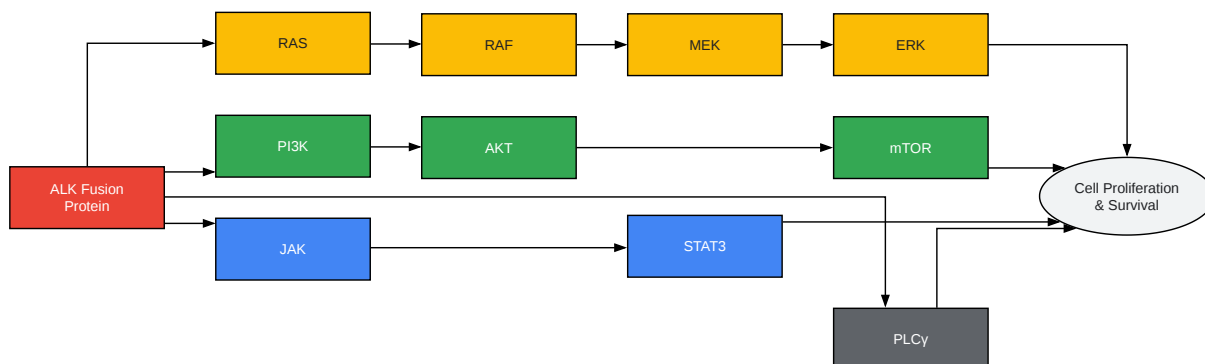 RAS
RAF
MEK
ERK
PI3K
AKT
mTOR
ALK Fusion
Protein
Cell Proliferation
& Survival
JAK
STAT3
PLCγ